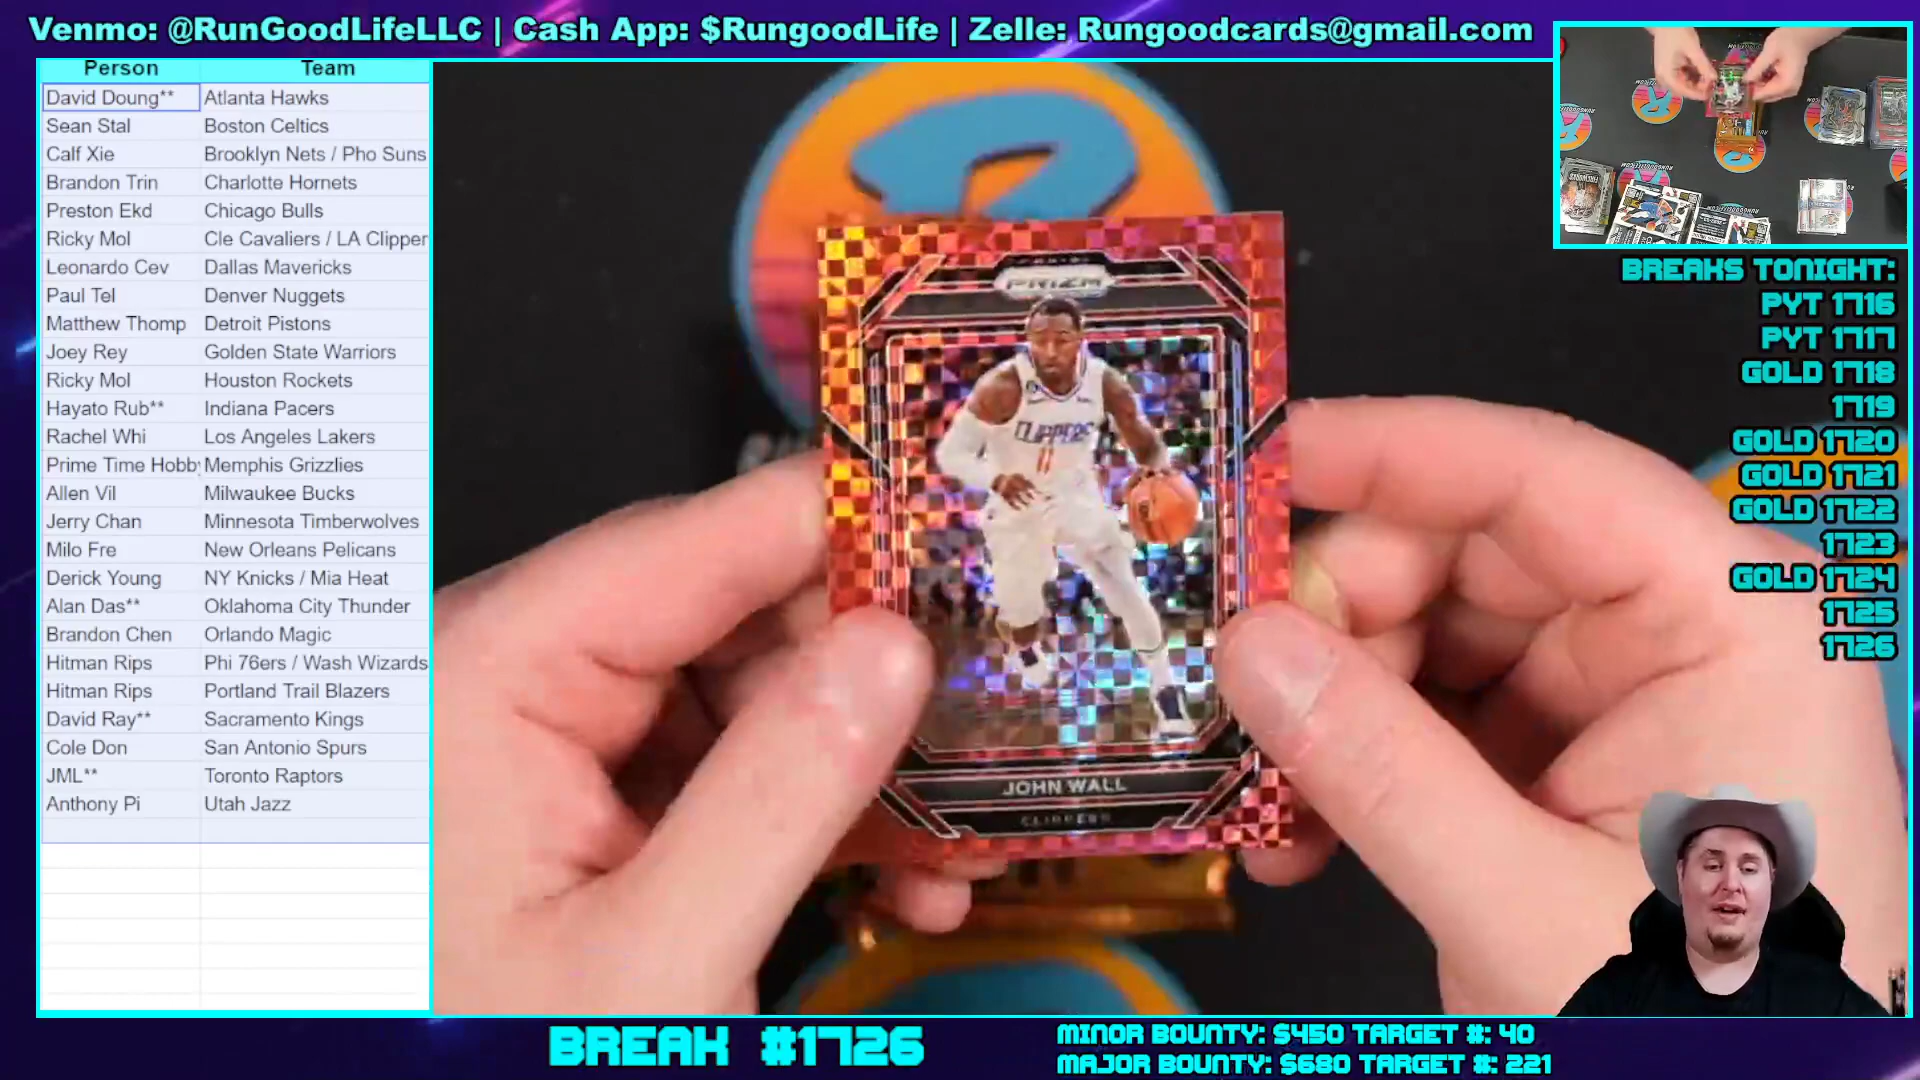 Venmo: @RunGoodLifeLLC | Cash App: $RungoodLife | Zelle: Rungoodcards@gmail.com
Person Team
David Doung** Atlanta Hawks
Sean Stal Boston Celtics
Calf Xie Brooklyn Nets / Pho Suns
Brandon Trin Charlotte Hornets
Preston Ekd Chicago Bulls
Ricky Mol Cle Cavaliers / LA Clipper
Leonardo Cev Dallas Mavericks
Paul Tel Denver Nuggets
Matthew Thomp Detroit Pistons
Joey Rey Golden State Warriors
Ricky Mol Houston Rockets
Hayato Rub** Indiana Pacers
Rachel Whi Los Angeles Lakers
Prime Time Hobby Memphis Grizzlies
Allen Vil Milwaukee Bucks
Jerry Chan Minnesota Timberwolves
Milo Fre New Orleans Pelicans
Derick Young NY Knicks / Mia Heat
Alan Das** Oklahoma City Thunder
Brandon Chen Orlando Magic
Hitman Rips Phi 76ers / Wash Wizards
Hitman Rips Portland Trail Blazers
David Ray** Sacramento Kings
Cole Don San Antonio Spurs
JML** Toronto Raptors
Anthony Pi Utah Jazz
PRIZM
CLIPPERS
11
JOHN WALL
CLIPPERS
BREAKS TONIGHT:
PYT 1716
PYT 1717
GOLD 1718
1719
GOLD 1720
GOLD 1721
GOLD 1722
1723
GOLD 1724
1725
1726
BREAK #1726
MINOR BOUNTY: $450 TARGET #: 40
MAJOR BOUNTY: $680 TARGET #: 221